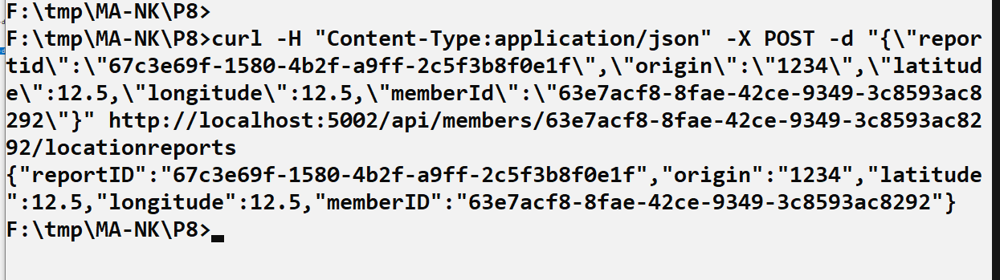 F:\tmp\MA-NK\P8>
F:\tmp\MA-NK\P8>curl -H "Content-Type:application/json" -X POST -d "{\"repor
tid\":\"67c3e69f-1580-4b2f-a9ff-2c5f3b8f0e1f\",\"origin\":\"1234\",\"latitud
e\":12.5,\"longitude\":12.5,\"memberId\":\"63e7acf8-8fae-42ce-9349-3c8593ac8
292\"}" http://localhost:5002/api/members/63e7acf8-8fae-42ce-9349-3c8593ac82
92/locationreports
{"reportID":"67c3e69f-1580-4b2f-a9ff-2c5f3b8f0e1f","origin":"1234","latitude
":12.5,"longitude":12.5,"memberID":"63e7acf8-8fae-42ce-9349-3c8593ac8292"}
F:\tmp\MA-NK\P8>